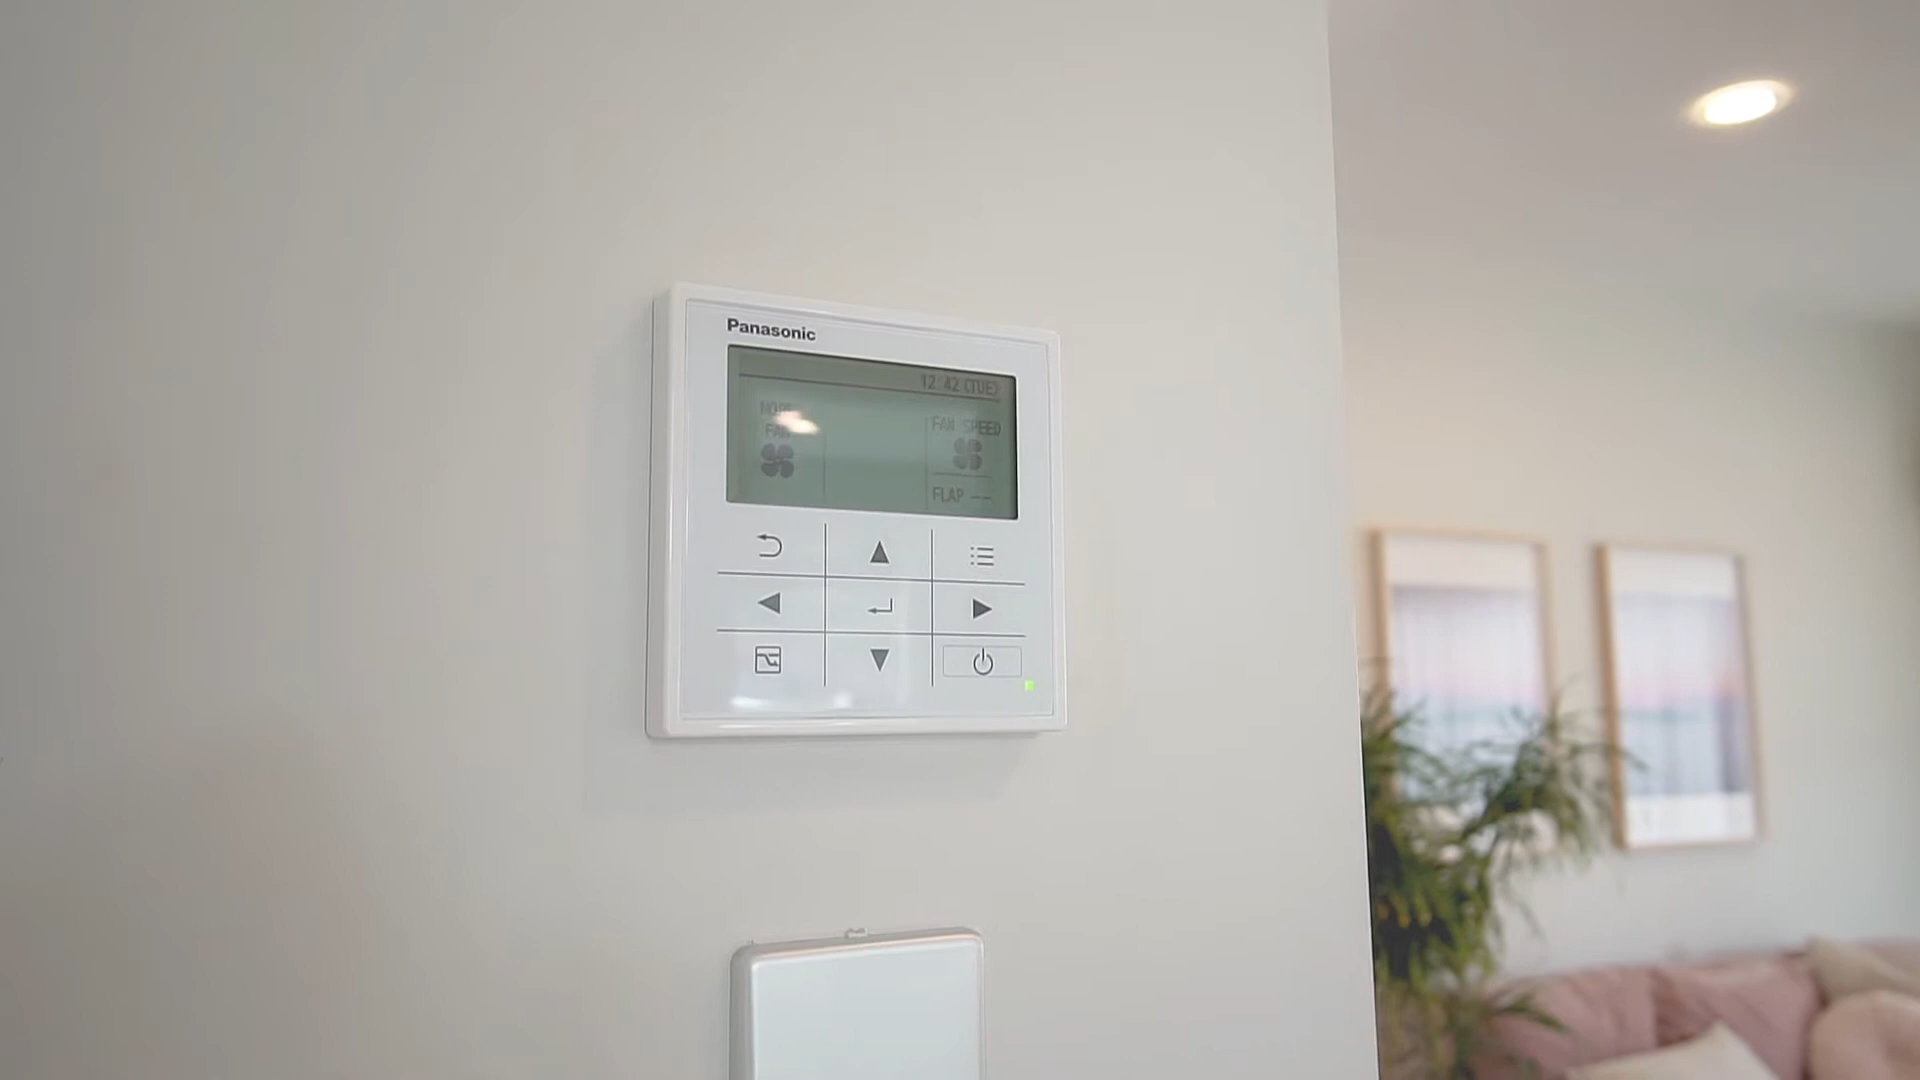 Panasonic
12:42 (TUE)
MODE
FAN
FAN SPEED
FLAP --